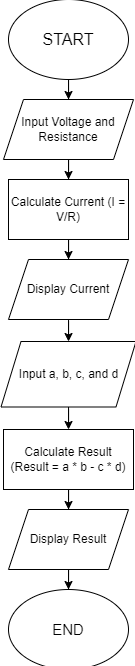 START
Input Voltage and
Resistance
Calculate Current (I =
V/R)
Display Current
Input a, b, c, and d
Calculate Result
(Result = a * b - c * d)
Display Result
END